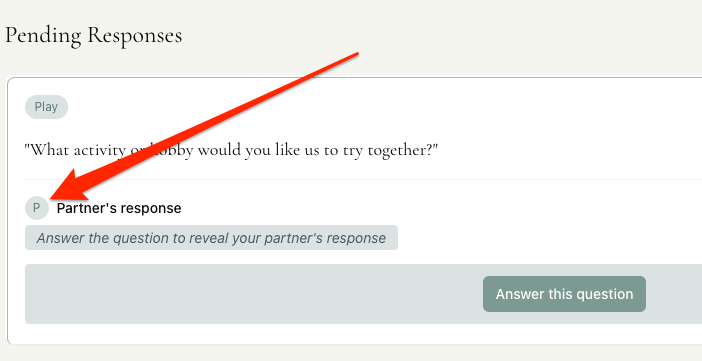 Pending Responses
Play
"What activity or hobby would you like us to try together?"
P Partner's response
Answer the question to reveal your partner's response
Answer this question